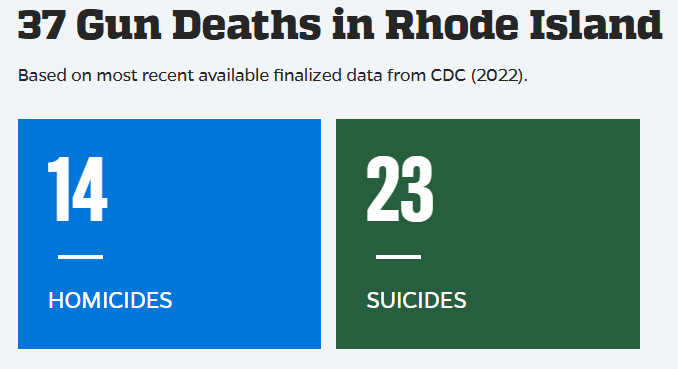 37 Gun Deaths in Rhode Island
Based on most recent available finalized data from CDC (2022).
14
HOMICIDES
23
SUICIDES